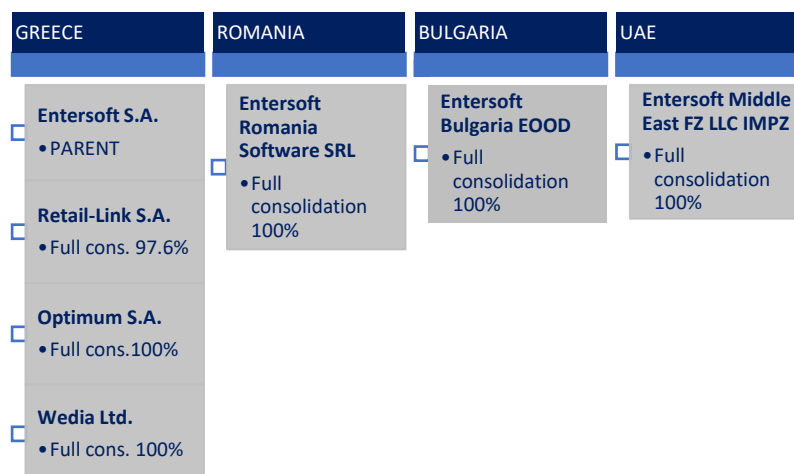 GREECE
Entersoft S.A.
•PARENT
Retail-Link S.A.
•Full cons. 97.6%
Optimum S.A.
•Full cons.100%
Wedia Ltd.
•Full cons. 100%
ROMANIA
Entersoft
Romania
Software SRL
•Full
consolidation
100%
BULGARIA
Entersoft
Bulgaria EOOD
•Full
consolidation
100%
UAE
Entersoft Middle
East FZ LLC IMPZ
•Full
consolidation
100%